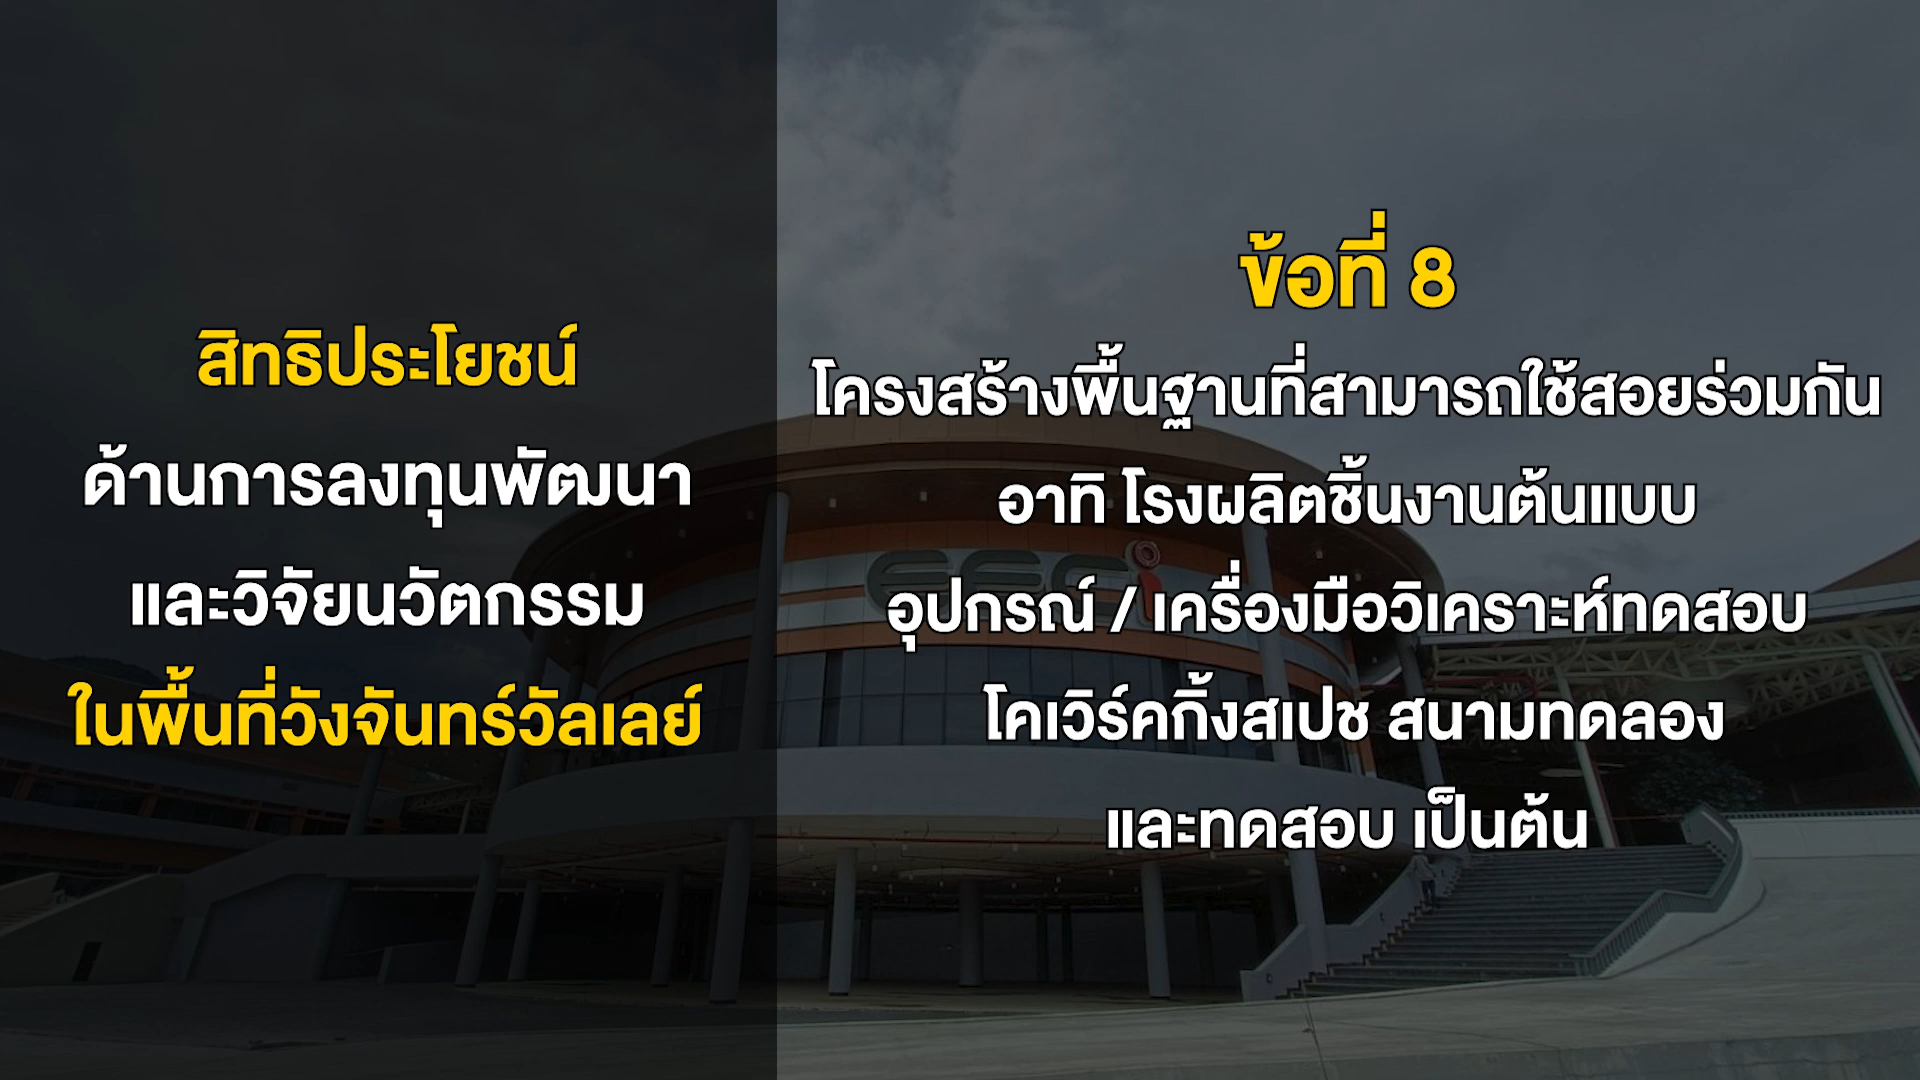 สิทธิประโยชน์
ด้านการลงทุนพัฒนา
และวิจัยนวัตกรรม
ในพื้นที่วังจันทร์วัลเลย์
ข้อที่ 8
โครงสร้างพื้นฐานที่สามารถใช้สอยร่วมกัน
อาทิ โรงผลิตชิ้นงานต้นแบบ
อุปกรณ์ / เครื่องมือวิเคราะห์ทดสอบ
โคเวิร์คกิ้งสเปช สนามทดลอง
และทดสอบ เป็นต้น
EECi